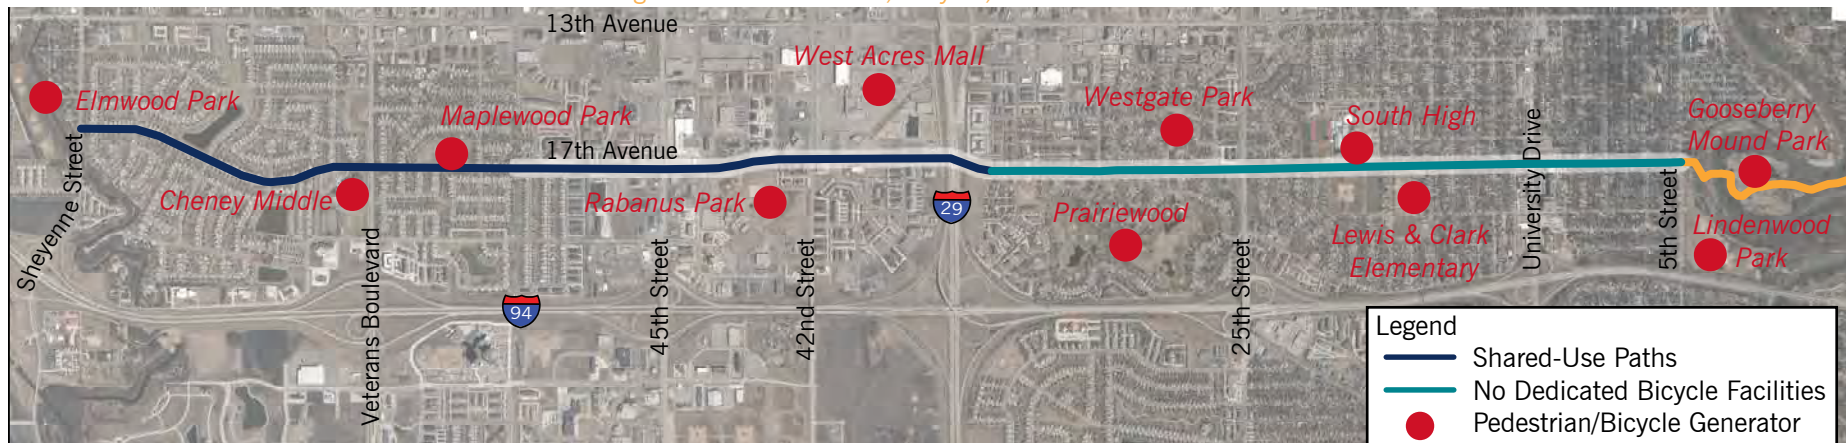 13th Avenue
West Acres Mall
Elmwood Park
Maplewood Park
Westgate Park
South High
Gooseberry
Mound Park
17th Avenue
Sheyenne Street
Cheney Middle
Rabanus Park
29
Prairiewood
Lewis & Clark
Elementary
University Drive
5th Street
Lindenwood
Park
Veterans Boulevard
94
45th Street
42nd Street
25th Street
Legend
Shared-Use Paths
No Dedicated Bicycle Facilities
Pedestrian/Bicycle Generator